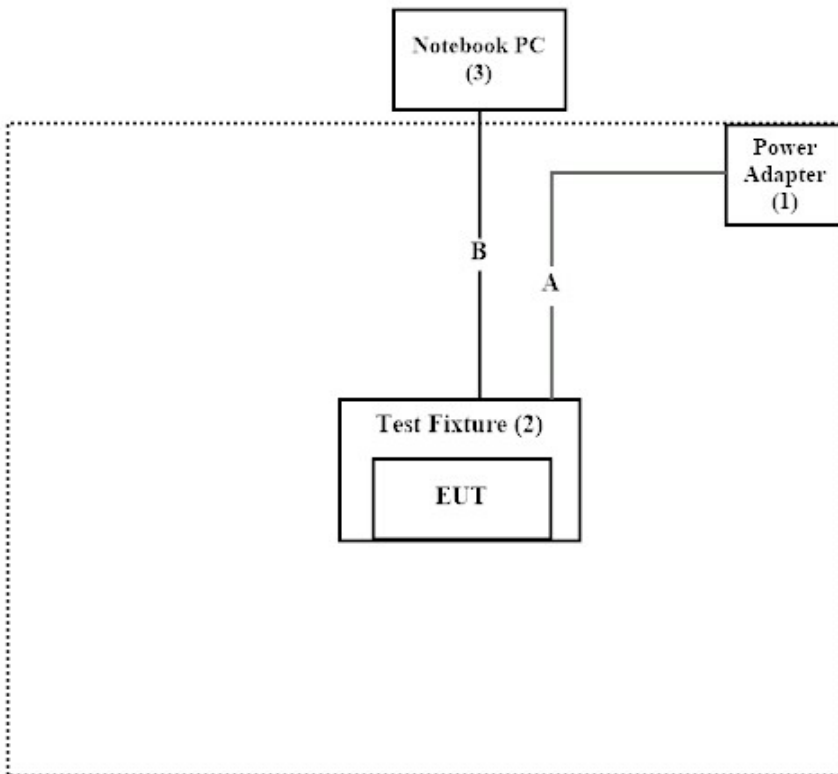 Notebook PC
(3)
Power
Adapter
(1)
B
A
Test Fixture (2)
EUT